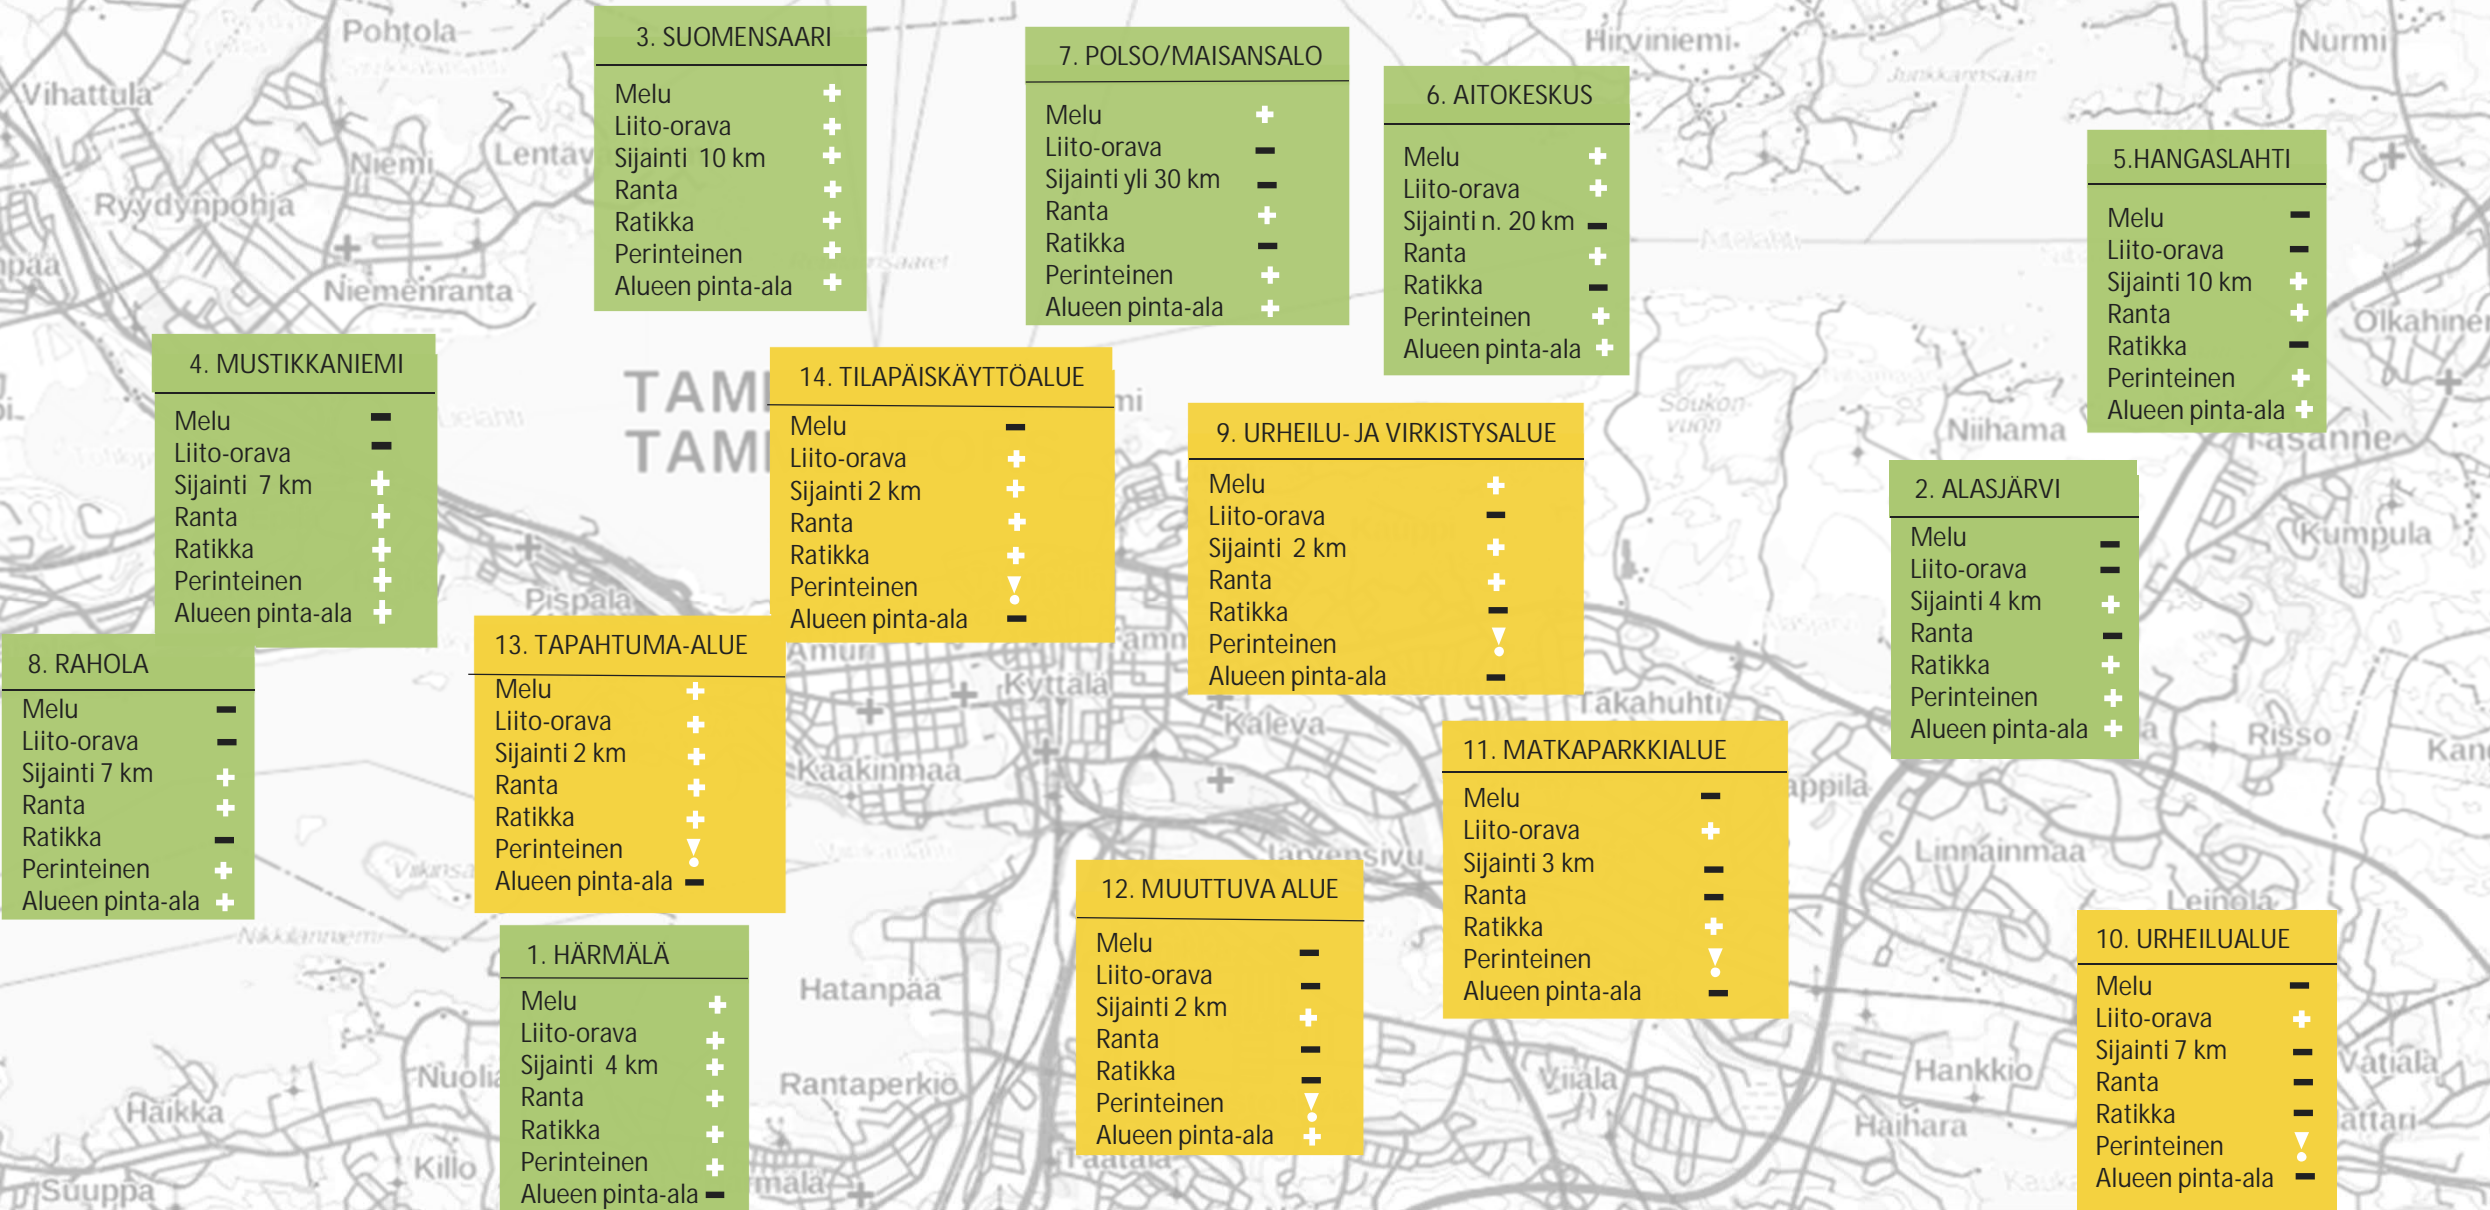 3. SUOMENSAARI
Melu +
Liito-orava +
Sijainti 10 km +
Ranta +
Ratikka +
Perinteinen +
Alueen pinta-ala +
7. POLSO/MAISANSALO
Melu +
Liito-orava -
Sijainti yli 30 km -
Ranta +
Ratikka -
Perinteinen +
Alueen pinta-ala +
6. AITOKESKUS
Melu +
Liito-orava +
Sijainti n. 20 km -
Ranta +
Ratikka -
Perinteinen +
Alueen pinta-ala +
5.HANGASLAHTI
Melu -
Liito-orava -
Sijainti 10 km +
Ranta +
Ratikka -
Perinteinen +
Alueen pinta-ala +
4. MUSTIKKANIEMI
Melu -
Liito-orava -
Sijainti 7 km +
Ranta +
Ratikka +
Perinteinen +
Alueen pinta-ala +
14. TILAPÄISKÄYTTÖALUE
Melu -
Liito-orava +
Sijainti 2 km +
Ranta +
Ratikka +
Perinteinen !
Alueen pinta-ala -
9. URHEILU- JA VIRKISTYSALUE
Melu +
Liito-orava -
Sijainti 2 km +
Ranta +
Ratikka -
Perinteinen !
Alueen pinta-ala -
2. ALASJÄRVI
Melu -
Liito-orava -
Sijainti 4 km +
Ranta -
Ratikka +
Perinteinen +
Alueen pinta-ala +
8. RAHOLA
Melu -
Liito-orava -
Sijainti 7 km +
Ranta +
Ratikka -
Perinteinen +
Alueen pinta-ala +
13. TAPAHTUMA-ALUE
Melu +
Liito-orava +
Sijainti 2 km +
Ranta +
Ratikka +
Perinteinen !
Alueen pinta-ala -
11. MATKAPARKKIALUE
Melu -
Liito-orava +
Sijainti 3 km -
Ranta -
Ratikka +
Perinteinen !
Alueen pinta-ala -
12. MUUTTUVA ALUE
Melu -
Liito-orava -
Sijainti 2 km +
Ranta -
Ratikka -
Perinteinen !
Alueen pinta-ala +
1. HÄRMÄLÄ
Melu +
Liito-orava +
Sijainti 4 km +
Ranta +
Ratikka +
Perinteinen +
Alueen pinta-ala -
10. URHEILUALUE
Melu -
Liito-orava +
Sijainti 7 km -
Ranta -
Ratikka -
Perinteinen !
Alueen pinta-ala -
Pohtola
Vihattula
Niemi
Ryydynpohja
Niemenranta
Hirviniemi
Nurmi
Junkkarinsaari
Niihama
Soukon-
vuori
Kumpula
Pispala
Amuri
Kyttälä
Kaleva
Takahuhti
Risso
Kaakinmaa
Järvensivu
Linnainmaa
Leinola
Hatanpää
Rantaperkiö
Viiala
Hankkio
Vatiala
Haihara
Häikka
Killo
Suuppa
Taatala